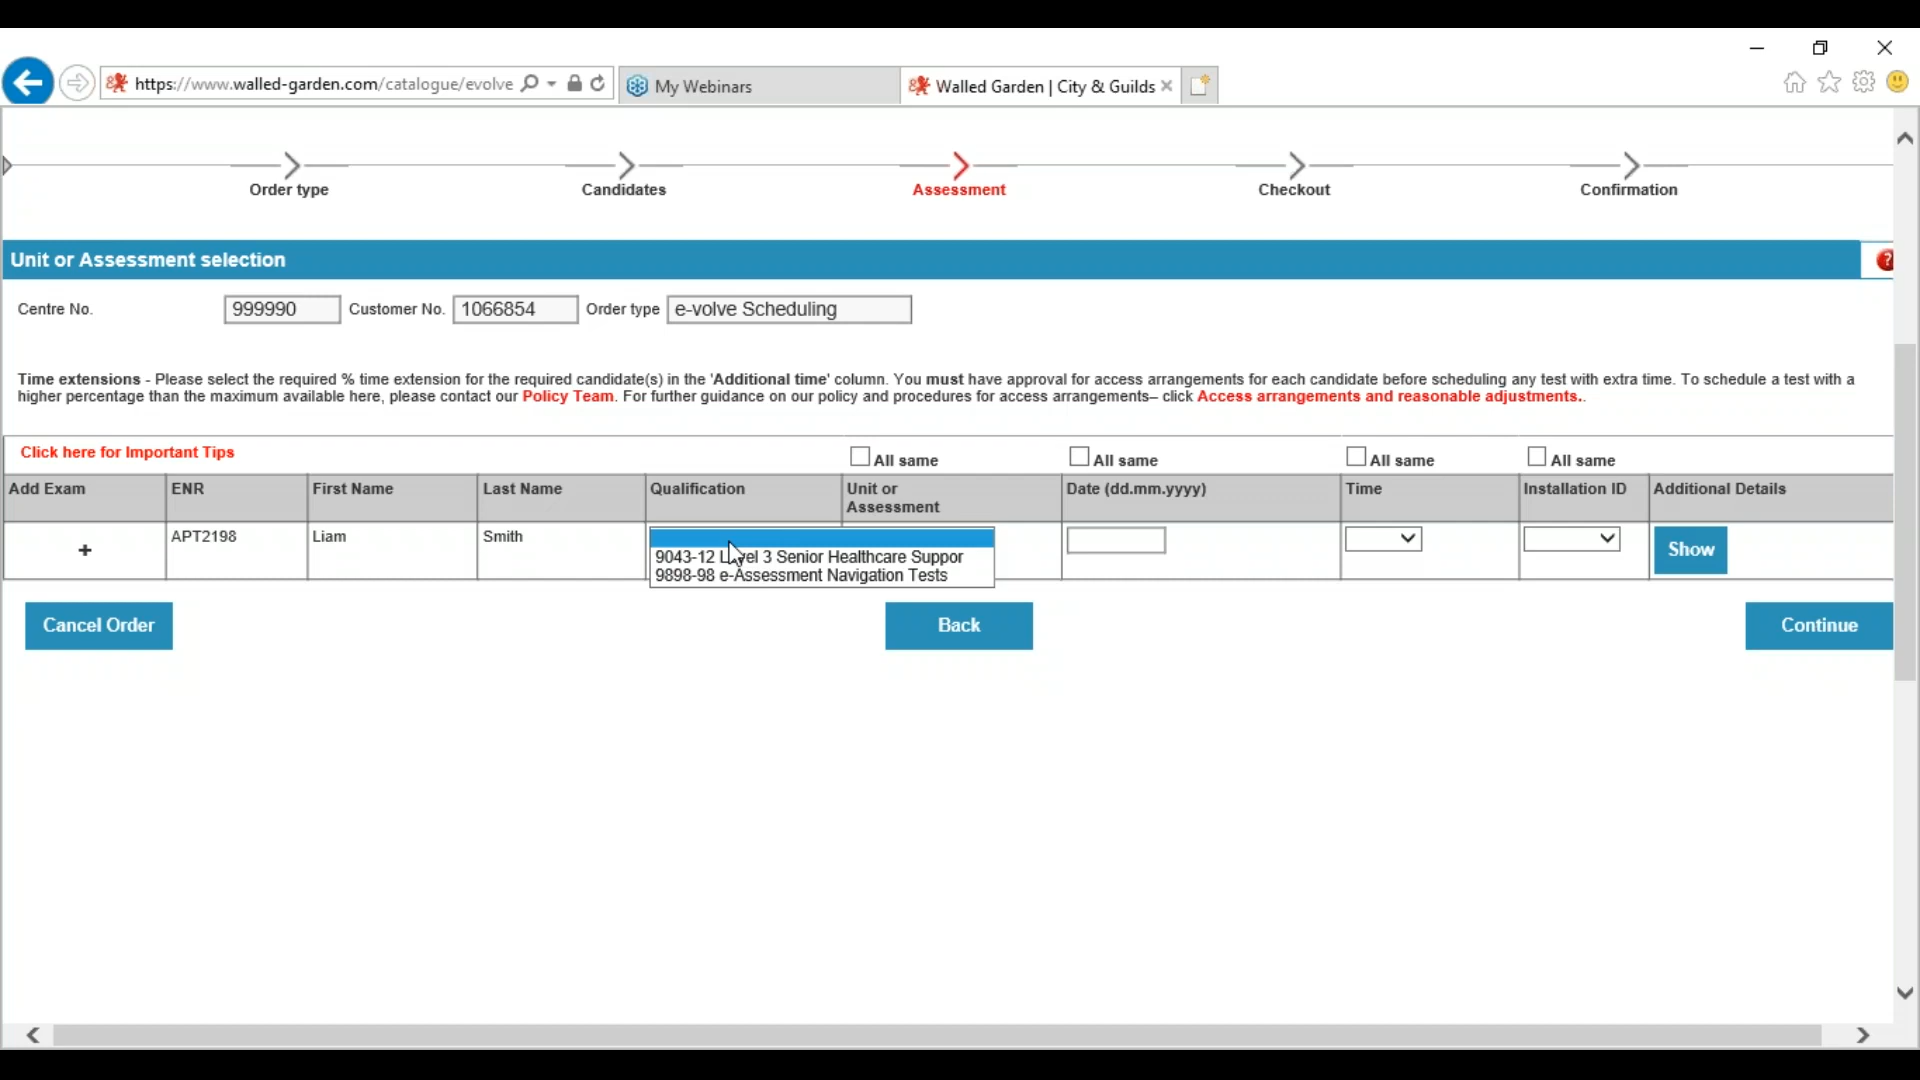 https://www.walled-garden.com/catalogue/evolve
My Webinars
Walled Garden | City & Guilds
Order type
Candidates
Assessment
Checkout
Confirmation
Unit or Assessment selection
?
Centre No. 999990 Customer No. 1066854 Order type e-volve Scheduling
Time extensions - Please select the required % time extension for the required candidate(s) in the 'Additional time' column. You must have approval for access arrangements for each candidate before scheduling any test with extra time. To schedule a test with a
higher percentage than the maximum available here, please contact our Policy Team. For further guidance on our policy and procedures for access arrangements– click Access arrangements and reasonable adjustments..
Click here for Important Tips
All same
All same
All same
All same
Add Exam
ENR
First Name
Last Name
Qualification
Unit or
Assessment
Date (dd.mm.yyyy)
Time
Installation ID
Additional Details
+
APT2198
Liam
Smith
9043-12 Level 3 Senior Healthcare Suppor
9898-98 e-Assessment Navigation Tests
Show
Cancel Order
Back
Continue